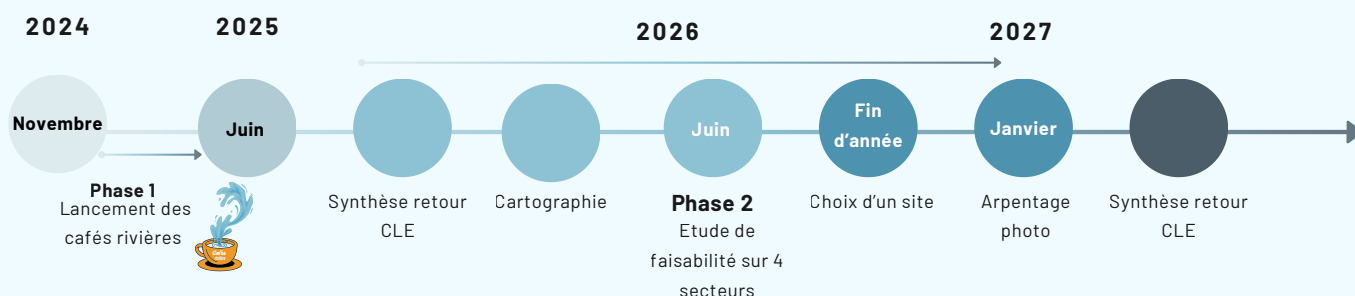 2024
2025
2026
2027
Novembre
Juin
Juin
Fin
d'année
Janvier
Phase 1
Lancement des
cafés rivières
Synthèse retour
CLE
Cartographie
Phase 2
Etude de
faisabilité sur 4
secteurs
Choix d'un site
Arpentage
photo
Synthèse retour
CLE